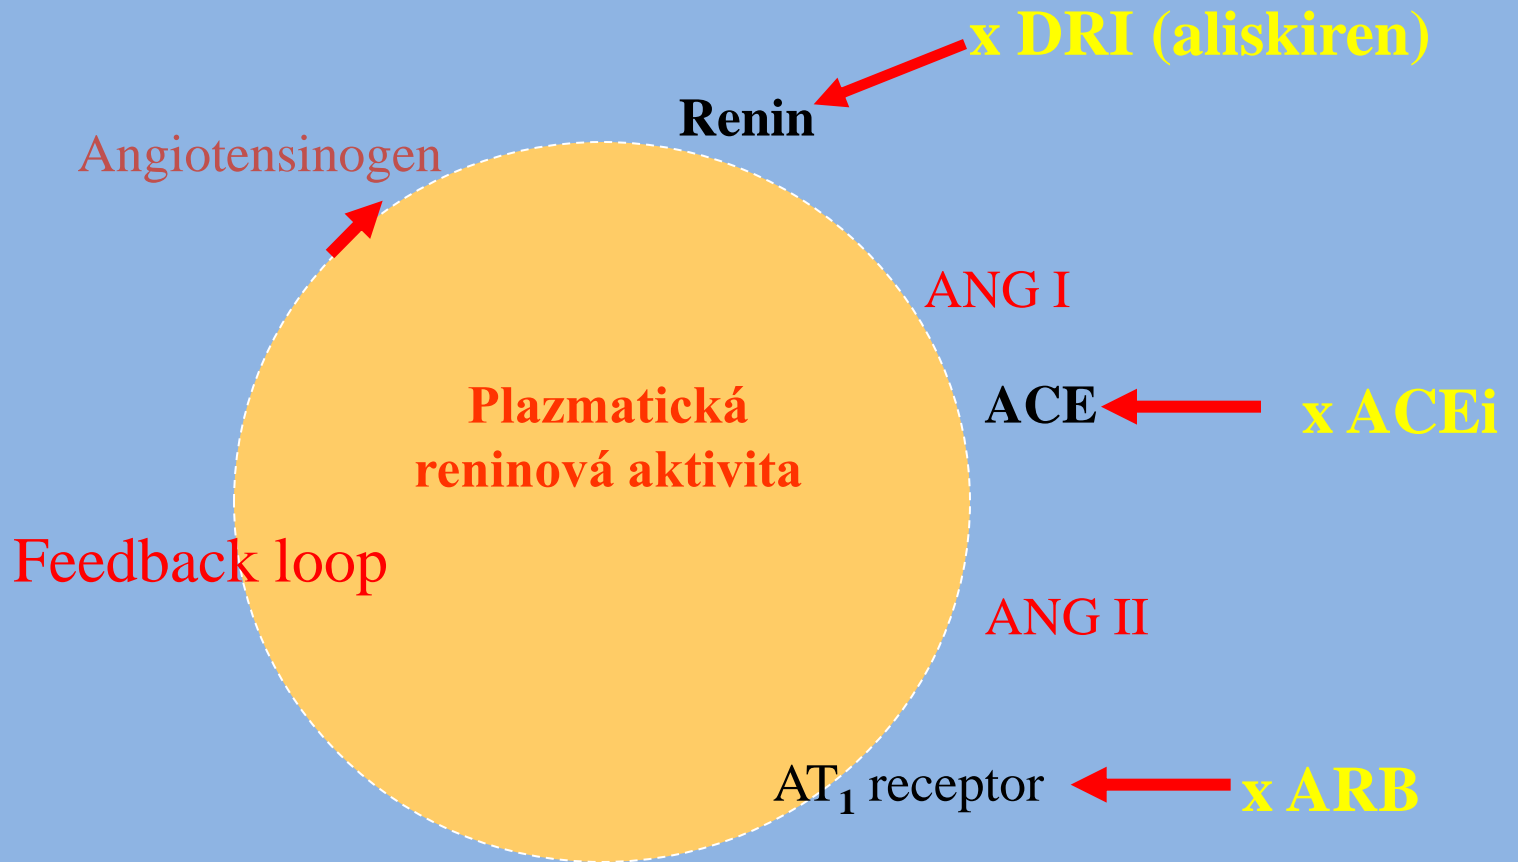 x DRI (aliskiren)
Renin
Angiotensinogen
ANG I
Plazmatická
reninová aktivita
ACE
x ACEi
Feedback loop
ANG II
AT₁ receptor
x ARB